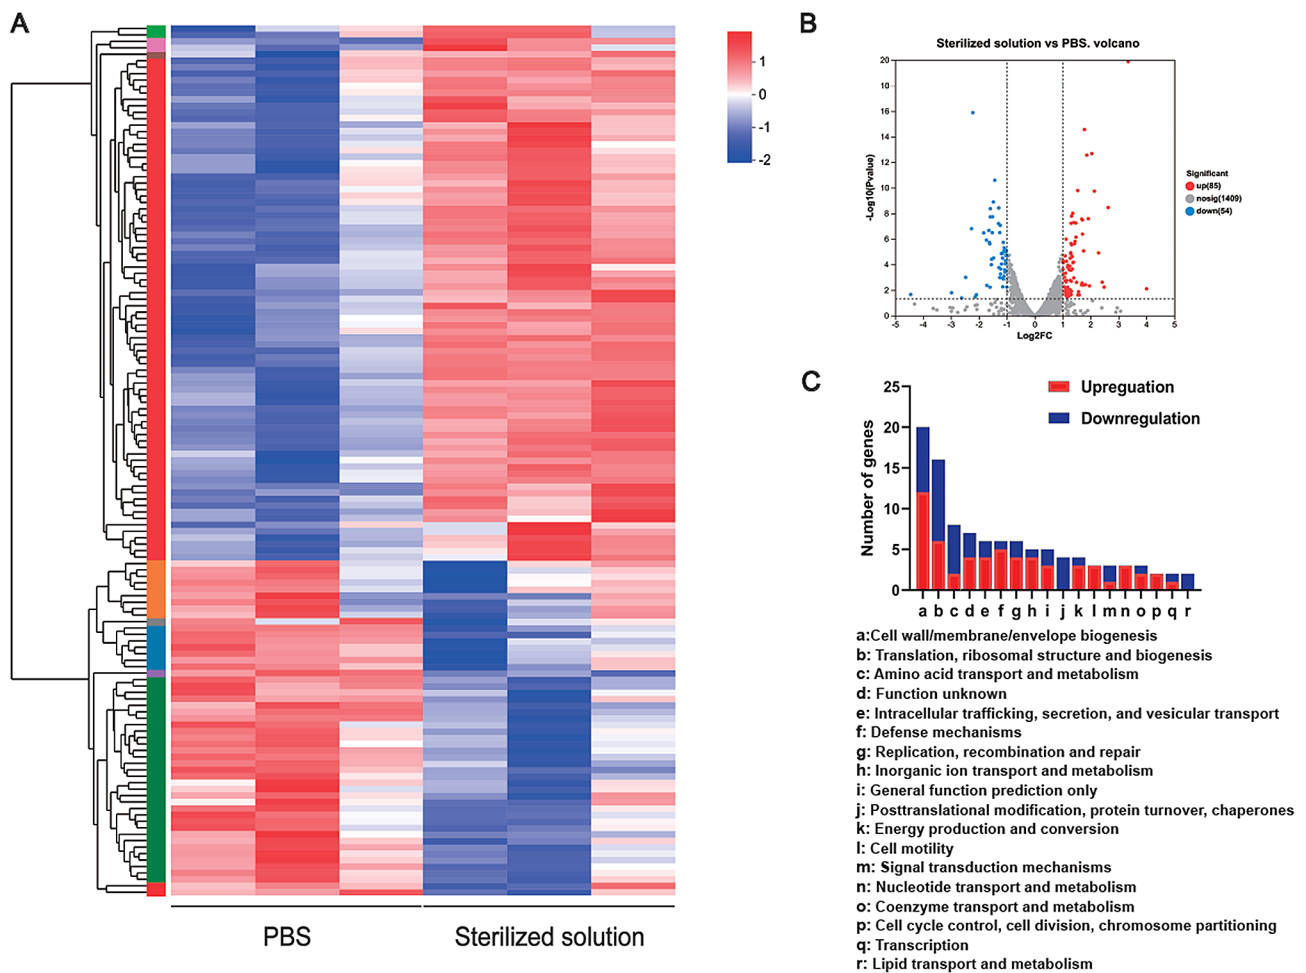 A
1
0
-1
-2
PBS
Sterilized solution
B
Sterilized solution vs PBS. volcano
-Log10(Pvalue)
20
18
16
14
12
10
8
6
4
2
0
-5
-4
-3
-2
-1
0
1
2
3
4
5
Log2FC
Significant
up(85)
nosig(1409)
down(54)
C
Number of genes
25
20
15
10
5
0
Upreguation
Downregulation
a b c d e f g h i j k l m n o p q r
a:Cell wall/membrane/envelope biogenesis
b: Translation, ribosomal structure and biogenesis
c: Amino acid transport and metabolism
d: Function unknown
e: Intracellular trafficking, secretion, and vesicular transport
f: Defense mechanisms
g: Replication, recombination and repair
h: Inorganic ion transport and metabolism
i: General function prediction only
j: Posttranslational modification, protein turnover, chaperones
k: Energy production and conversion
l: Cell motility
m: Signal transduction mechanisms
n: Nucleotide transport and metabolism
o: Coenzyme transport and metabolism
p: Cell cycle control, cell division, chromosome partitioning
q: Transcription
r: Lipid transport and metabolism